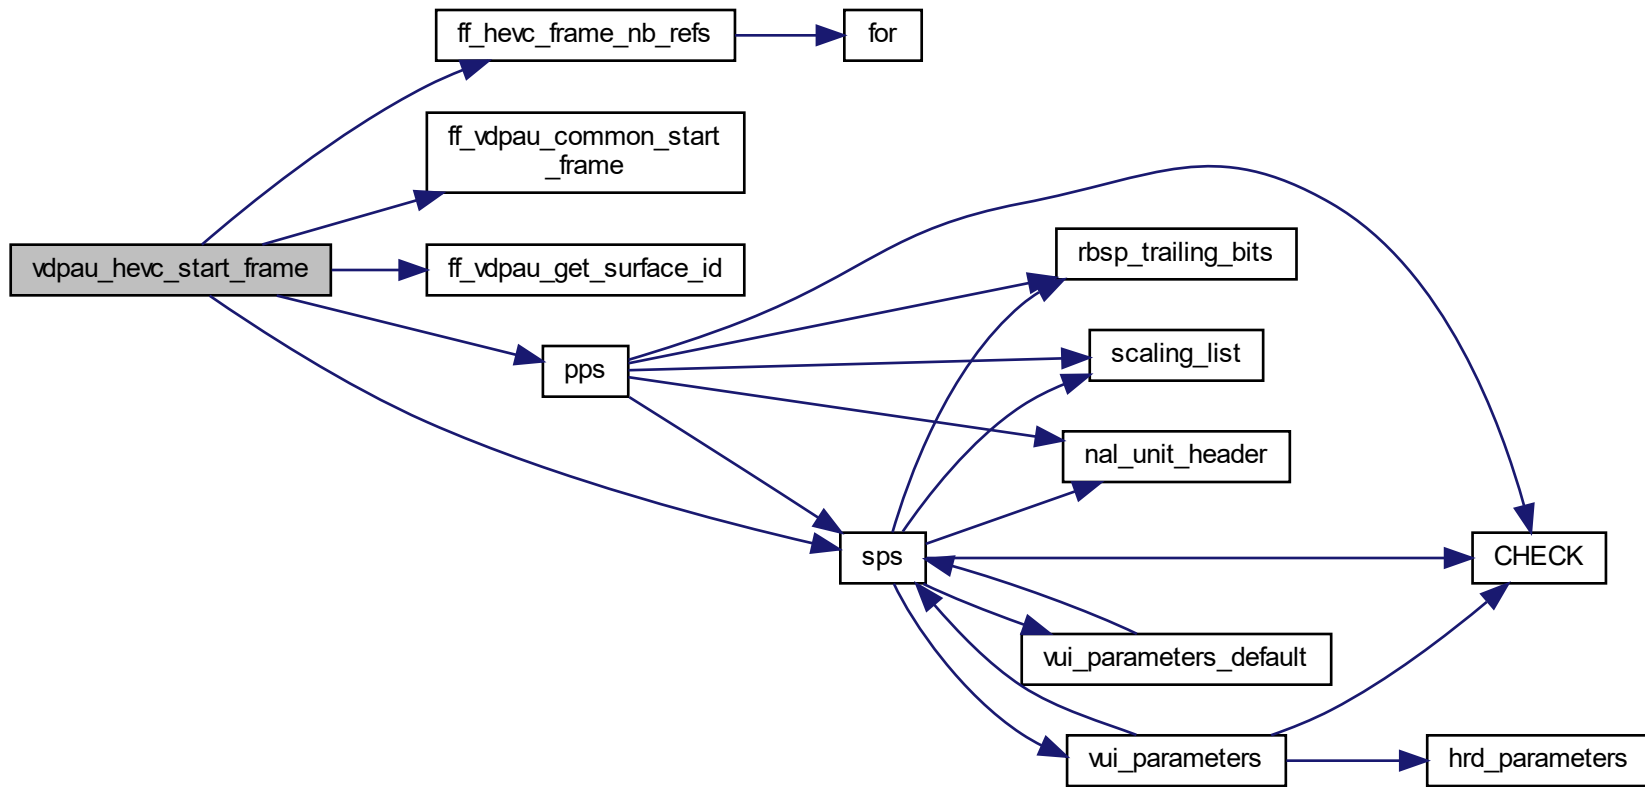 ff_hevc_frame_nb_refs
for
ff_vdpau_common_start
_frame
rbsp_trailing_bits
vdpau_hevc_start_frame
ff_vdpau_get_surface_id
scaling_list
pps
nal_unit_header
sps
CHECK
vui_parameters_default
vui_parameters
hrd_parameters